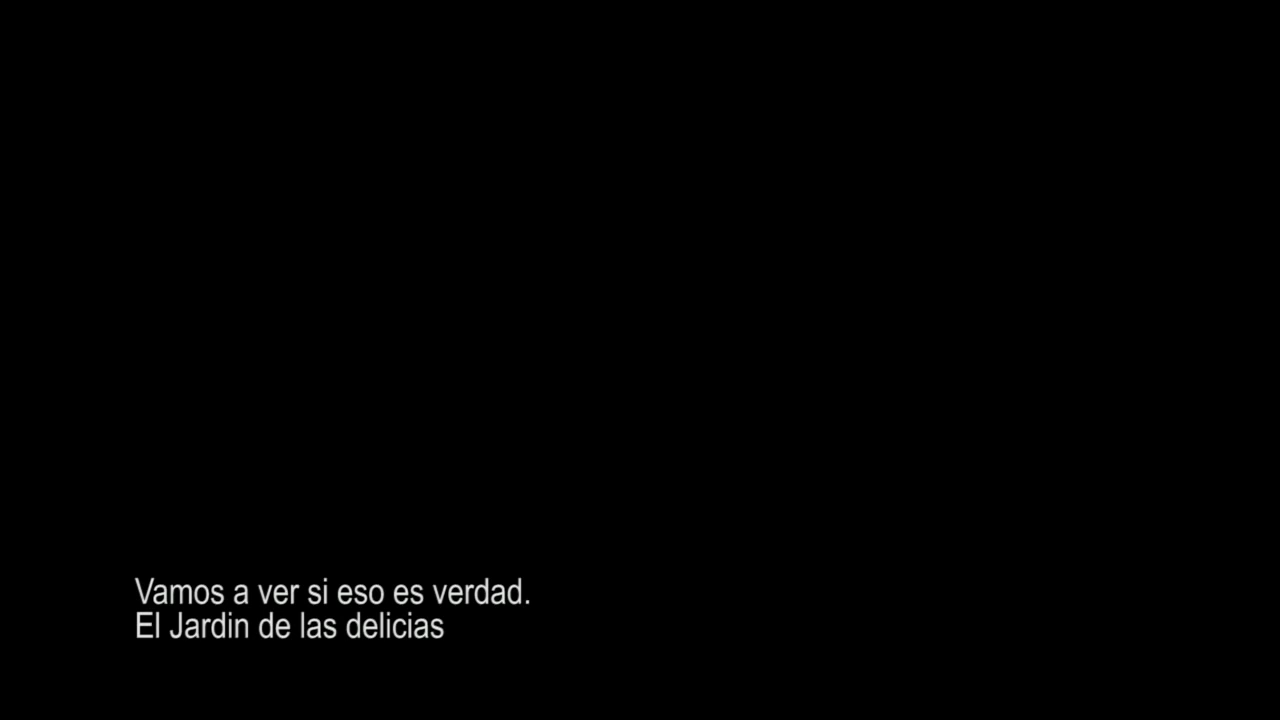 Vamos a ver si eso es verdad.
El Jardin de las delicias